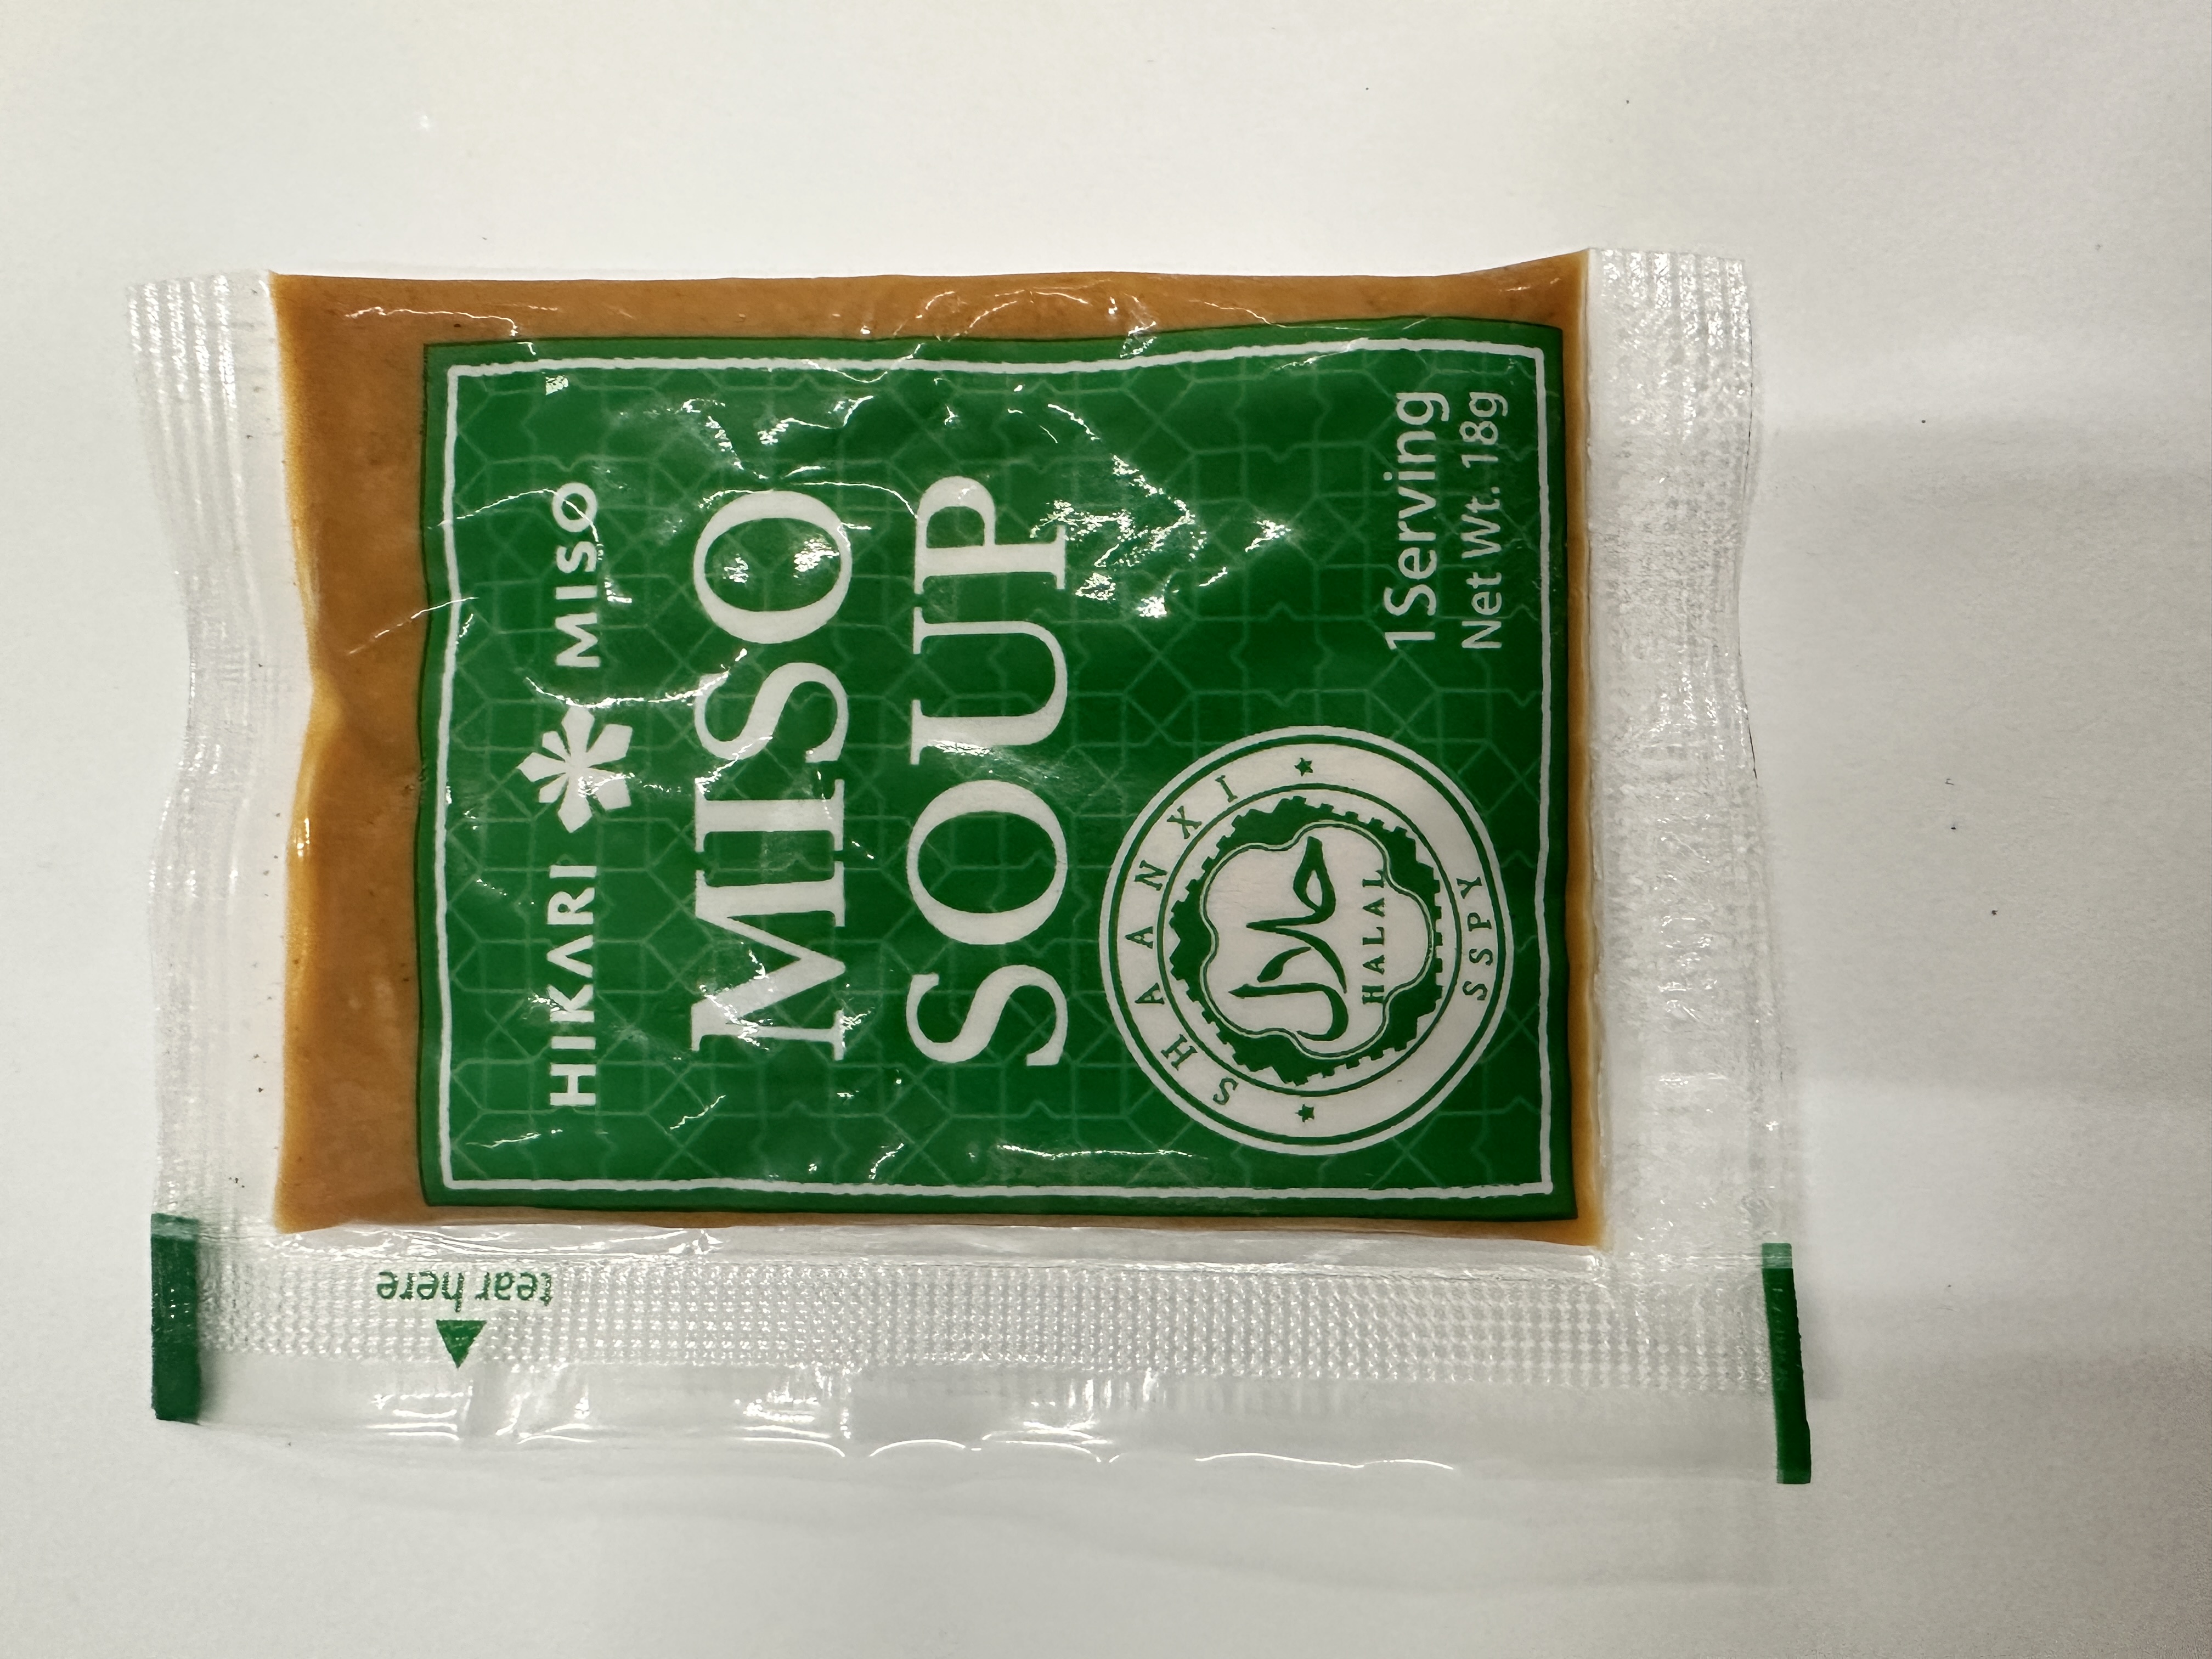 HIKARI MISO
MISO
SOUP
1Serving
Net Wt. 18g
SHAANXI
حلال
HALAL
SSPY
tear here